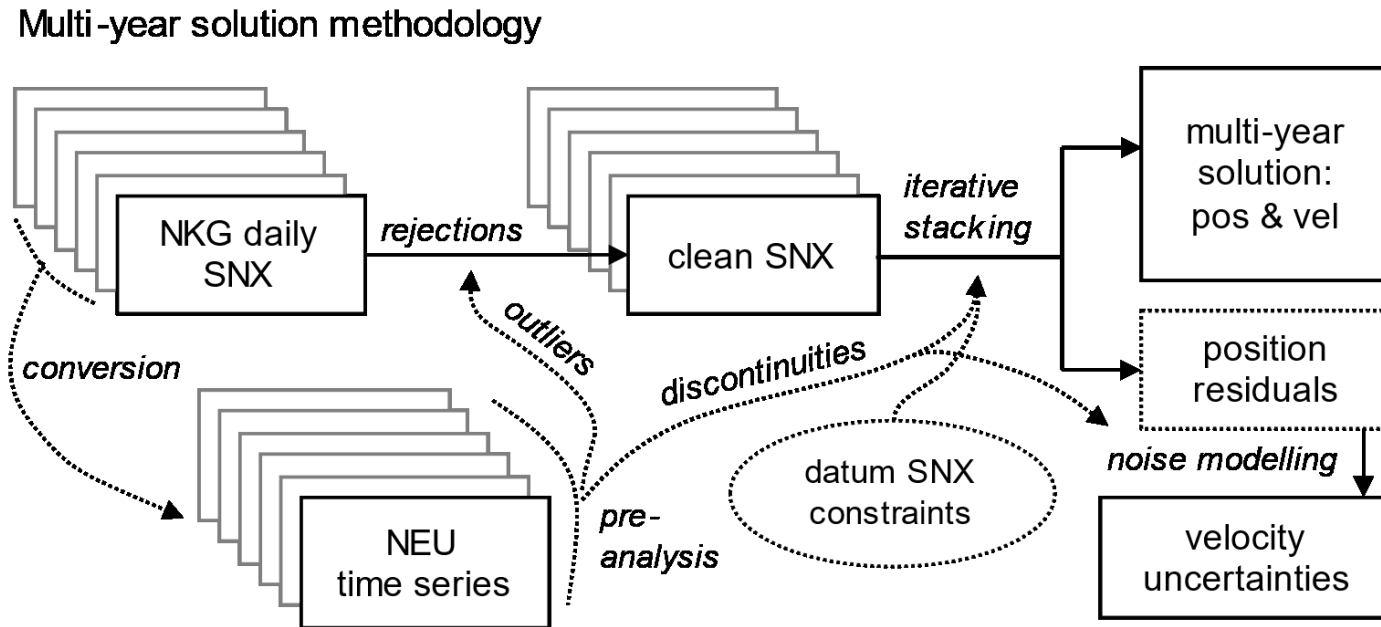 Multi-year solution methodology
NKG daily
SNX
rejections
clean SNX
iterative
stacking
multi-year
solution:
pos & vel
position
residuals
conversion
outliers
discontinuities
datum SNX
constraints
noise modelling
NEU
time series
pre-
analysis
velocity
uncertainties